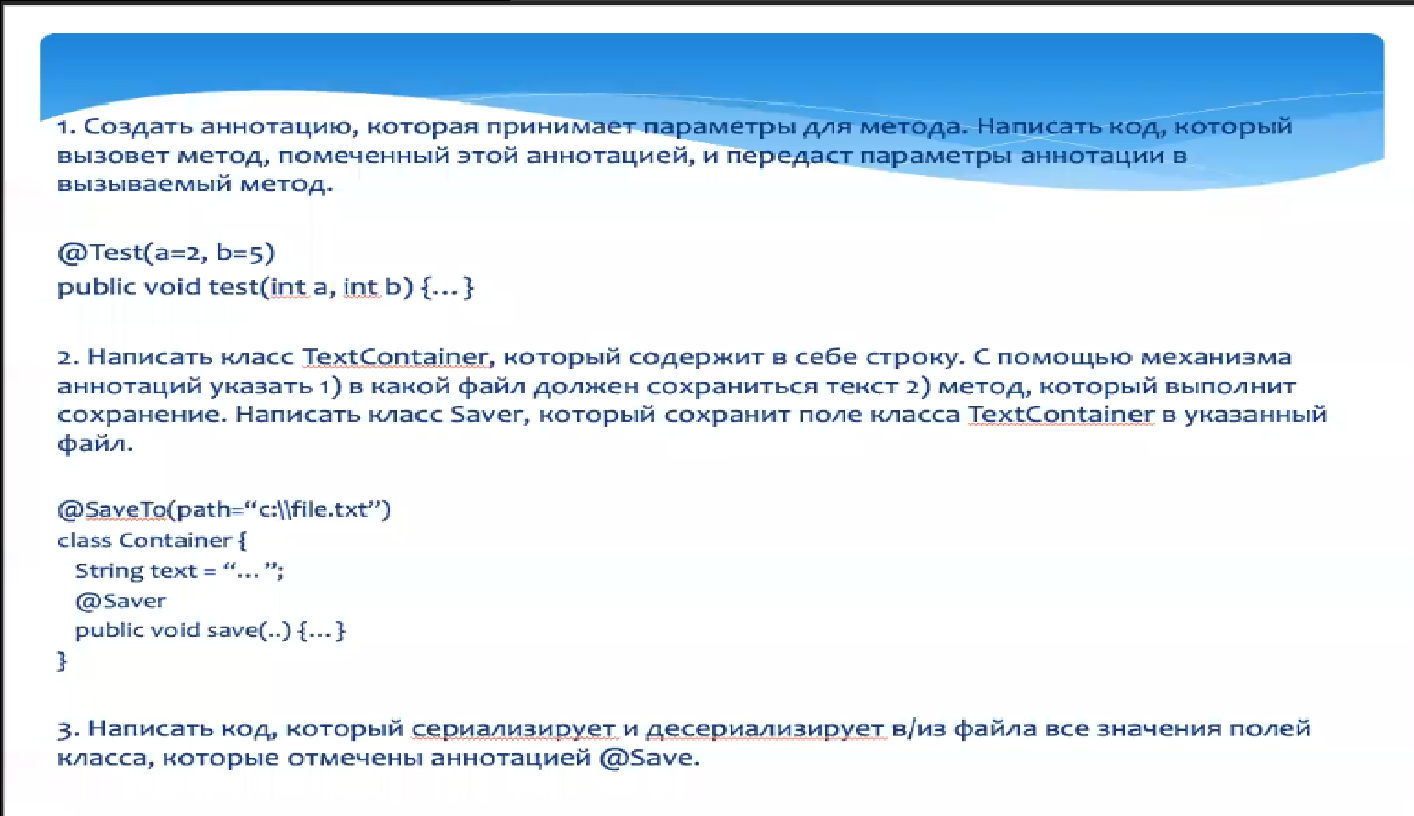 1. Создать аннотацию, которая принимает параметры для метода. Написать код, который
вызовет метод, помеченный этой аннотацией, и передаст параметры аннотации в
вызываемый метод.
@Test(a=2, b=5)
public void test(int a, int b) {... }
2. Написать класс TextContainer, который содержит в себе строку. С помощью механизма
аннотаций указать 1) в какой файл должен сохраниться текст 2) метод, который выполнит
сохранение. Написать класс Saver, который сохранит поле класса TextContainer в указанный
файл.
@SaveTo(path=“c:\\file.txt”)
class Container {
String text = “... ”;
@Saver
public void save(..) {... }
}
3. Написать код, который сериализирует и десериализирует в/из файла все значения полей
класса, которые отмечены аннотацией @Save.